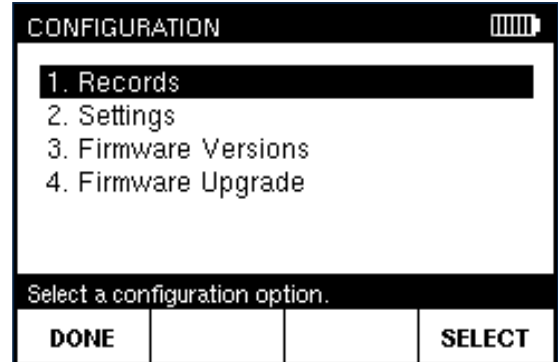 CONFIGURATION
1. Records
2. Settings
3. Firmware Versions
4. Firmware Upgrade
Select a configuration option.
DONE SELECT